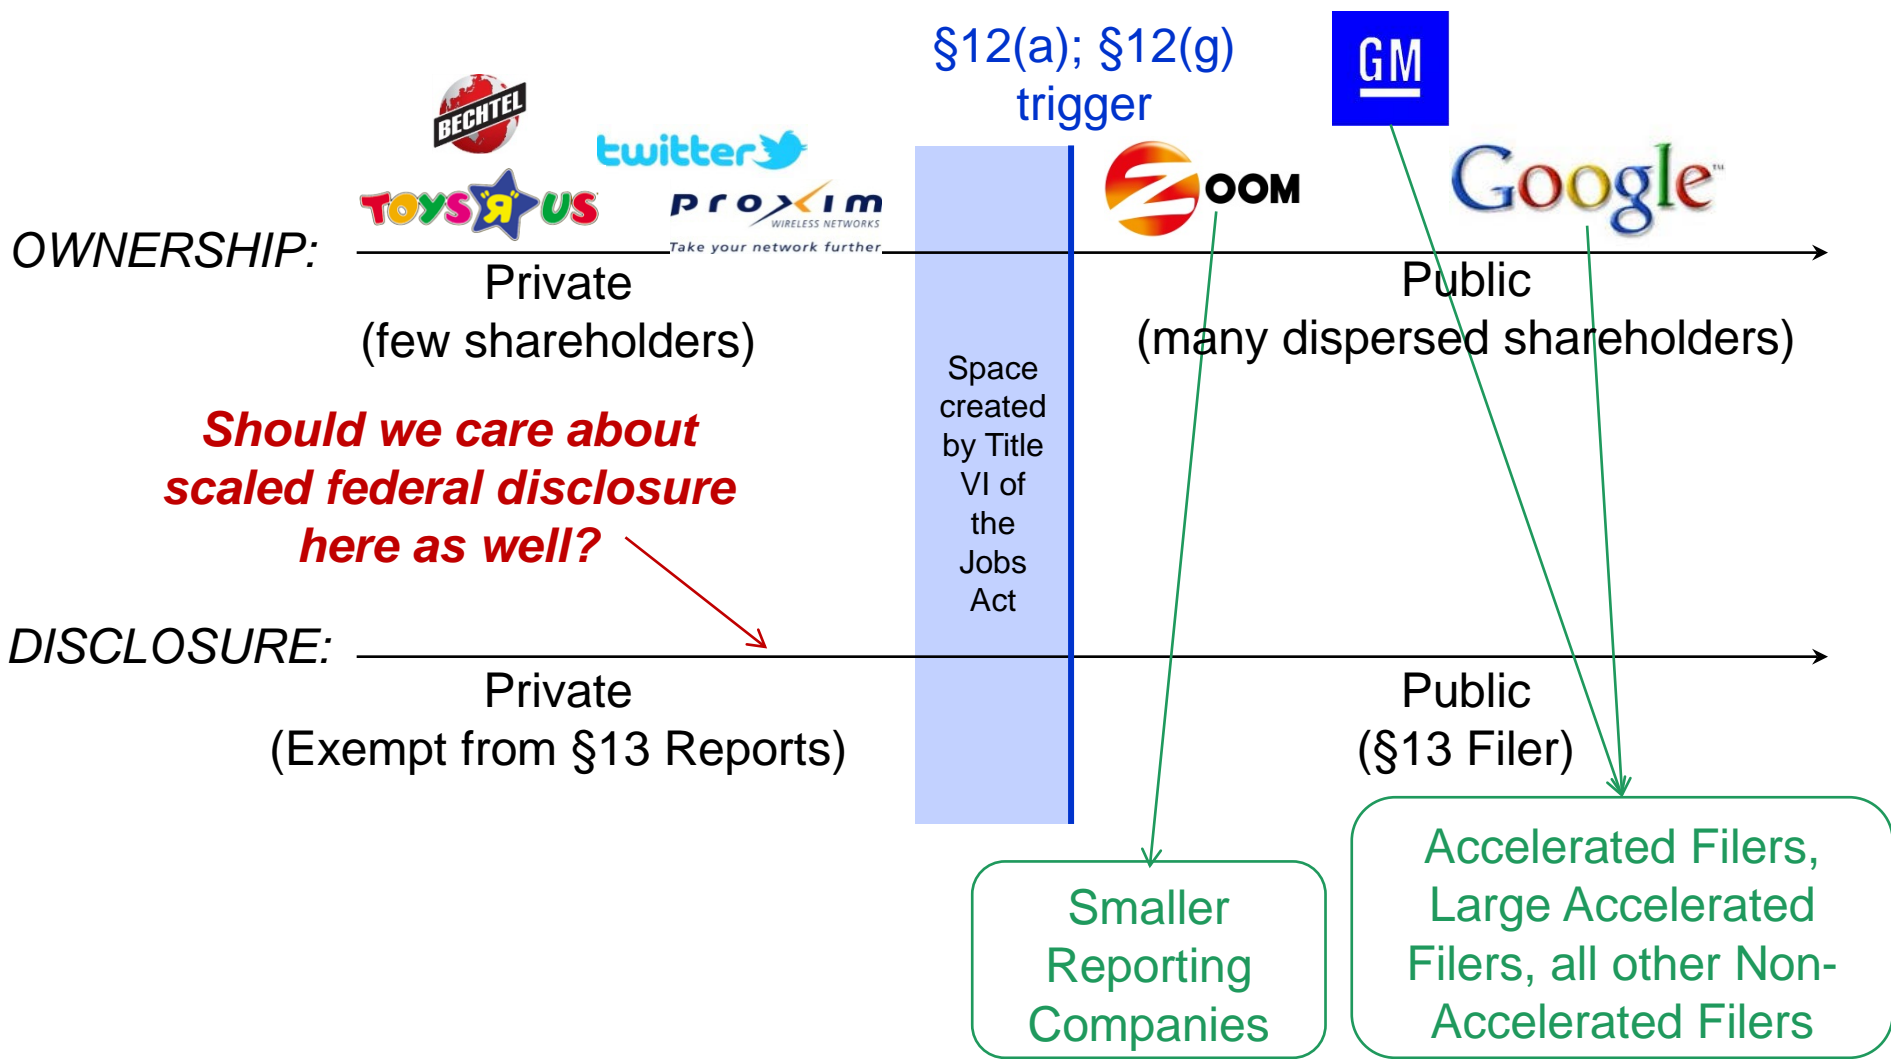 §12(a); §12(g)
trigger
GM
BECHTEL
twitter
TOYS R US
proxim
WIRELESS NETWORKS
Take your network further
ZOOM
Google™
OWNERSHIP:
Private
(few shareholders)
Public
(many dispersed shareholders)
Space
created
by Title
VI of
the
Jobs
Act
Should we care about
scaled federal disclosure
here as well?
DISCLOSURE:
Private
(Exempt from §13 Reports)
Public
(§13 Filer)
Smaller
Reporting
Companies
Accelerated Filers,
Large Accelerated
Filers, all other Non-
Accelerated Filers